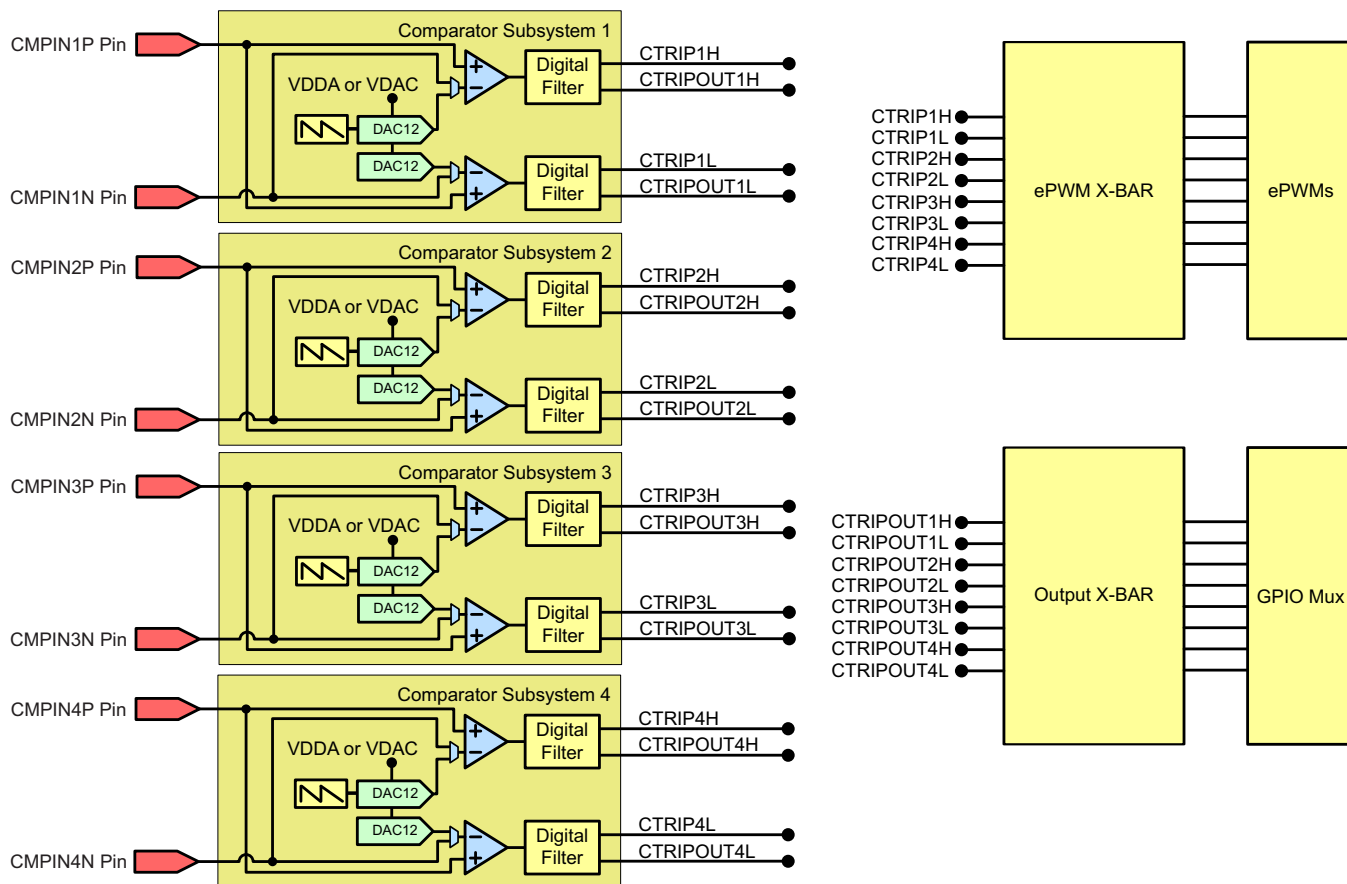 Comparator Subsystem 1
CMPIN1P Pin
VDDA or VDAC
DAC12
DAC12
Digital
Filter
CTRIP1H
CTRIPOUT1H
Digital
Filter
CTRIP1L
CTRIPOUT1L
CMPIN1N Pin
Comparator Subsystem 2
CMPIN2P Pin
VDDA or VDAC
DAC12
DAC12
Digital
Filter
CTRIP2H
CTRIPOUT2H
Digital
Filter
CTRIP2L
CTRIPOUT2L
CMPIN2N Pin
Comparator Subsystem 3
CMPIN3P Pin
VDDA or VDAC
DAC12
DAC12
Digital
Filter
CTRIP3H
CTRIPOUT3H
Digital
Filter
CTRIP3L
CTRIPOUT3L
CMPIN3N Pin
Comparator Subsystem 4
CMPIN4P Pin
VDDA or VDAC
DAC12
DAC12
Digital
Filter
CTRIP4H
CTRIPOUT4H
Digital
Filter
CTRIP4L
CTRIPOUT4L
CMPIN4N Pin
CTRIP1H
CTRIP1L
CTRIP2H
CTRIP2L
CTRIP3H
CTRIP3L
CTRIP4H
CTRIP4L
ePWM X-BAR
ePWMs
CTRIPOUT1H
CTRIPOUT1L
CTRIPOUT2H
CTRIPOUT2L
CTRIPOUT3H
CTRIPOUT3L
CTRIPOUT4H
CTRIPOUT4L
Output X-BAR
GPIO Mux